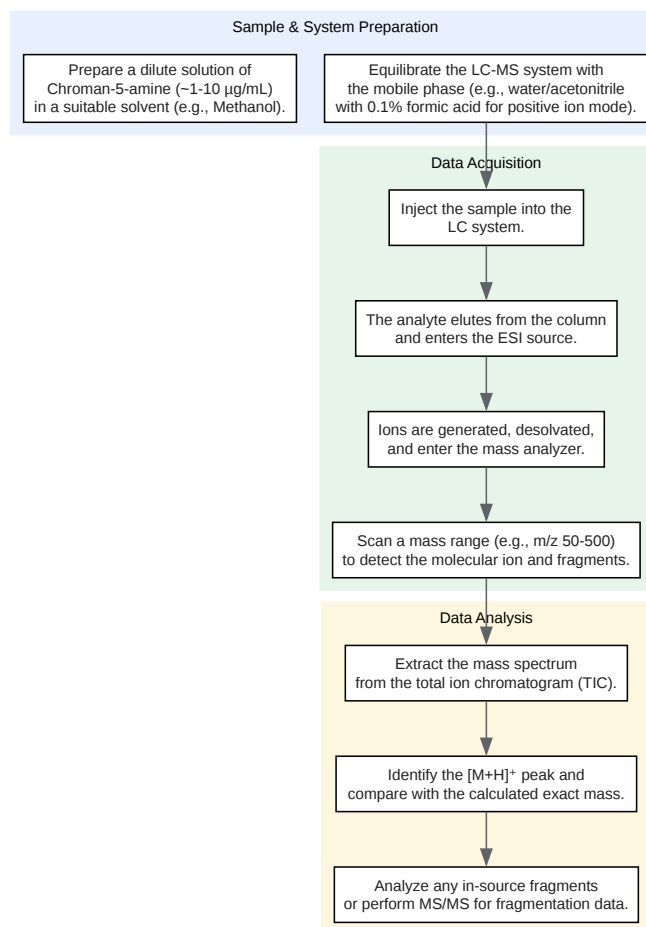 Sample & System Preparation
Prepare a dilute solution of
Chroman-5-amine (~1-10 µg/mL)
in a suitable solvent (e.g., Methanol).
Equilibrate the LC-MS system with
the mobile phase (e.g., water/acetonitrile
with 0.1% formic acid for positive ion mode).
Data Acquisition
Inject the sample into the
LC system.
The analyte elutes from the column
and enters the ESI source.
Ions are generated, desolvated,
and enter the mass analyzer.
Scan a mass range (e.g., m/z 50-500)
to detect the molecular ion and fragments.
Data Analysis
Extract the mass spectrum
from the total ion chromatogram (TIC).
Identify the [M+H]⁺ peak and
compare with the calculated exact mass.
Analyze any in-source fragments
or perform MS/MS for fragmentation data.